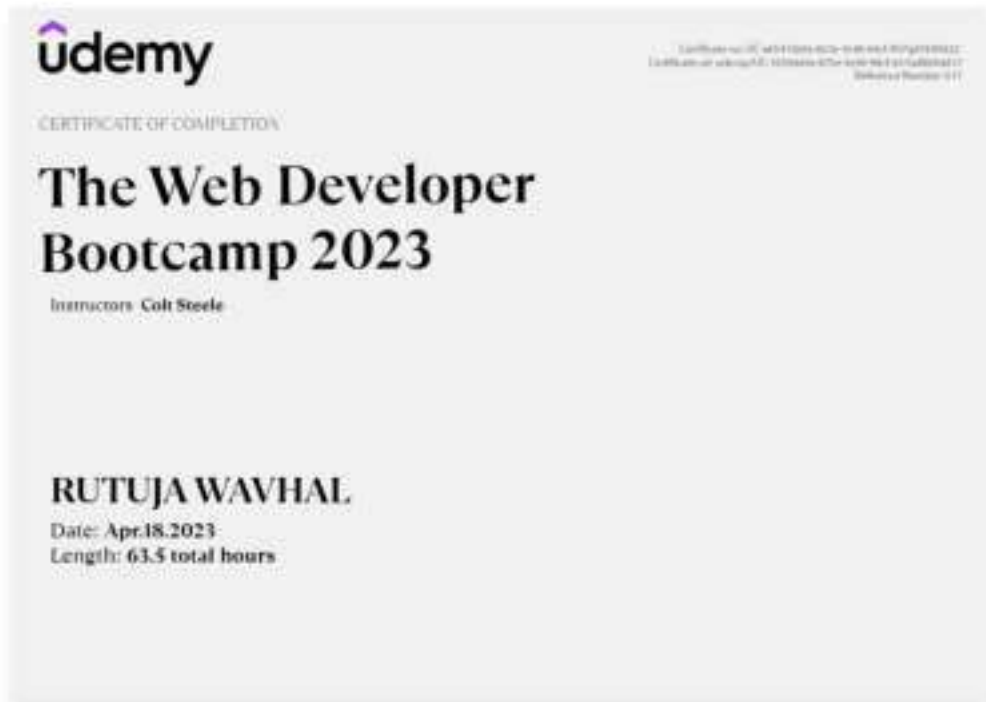 ûdemy
CERTIFICATE OF COMPLETION
The Web Developer
Bootcamp 2023
Instructors Colt Steele
RUTUJA WAVHAL
Date: Apr.18.2023
Length: 63.5 total hours